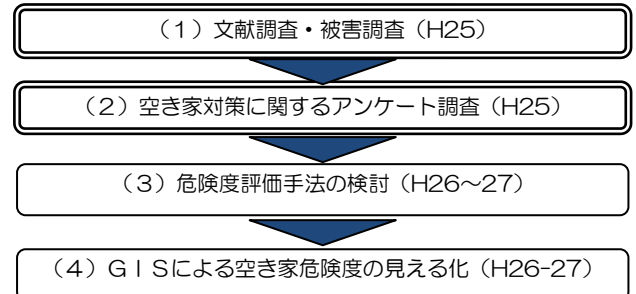 （1）文献調査・被害調査（H25）
（2）空き家対策に関するアンケート調査（H25）
（3）危険度評価手法の検討（H26～27）
（4）ＧＩＳによる空き家危険度の見える化（H26-27）